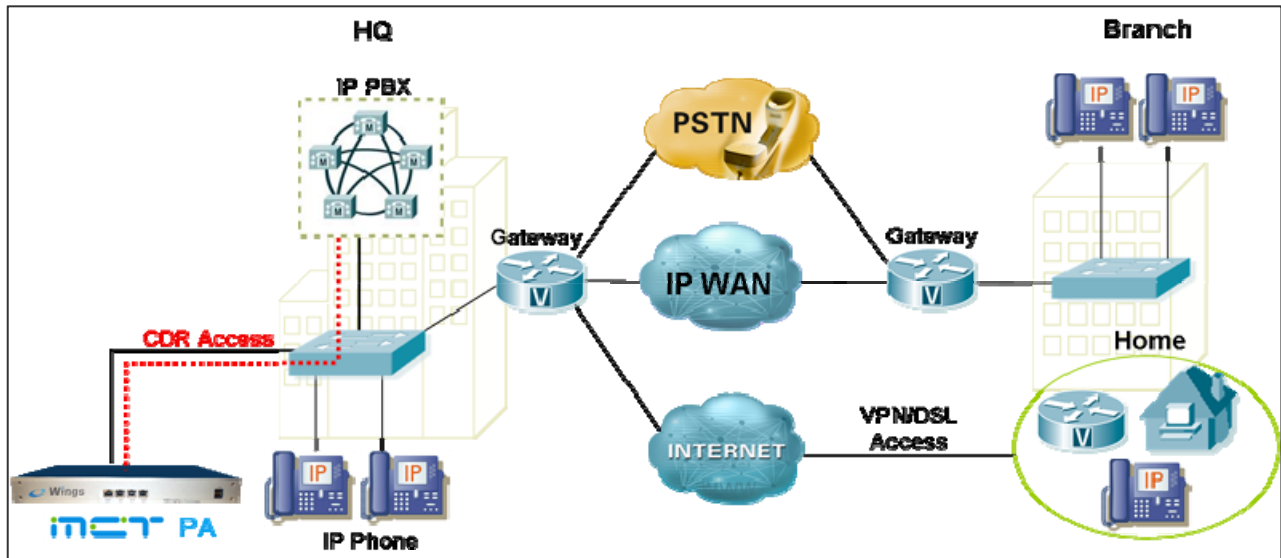 HQ
Branch
IP PBX
M
M
M
M
M
PSTN
IP
IP
Gateway
Gateway
V
IP WAN
V
CDR Access
Home
INTERNET
VPN/DSL
Access
V
IP
IP
IP
Wings
MCT PA
IP Phone